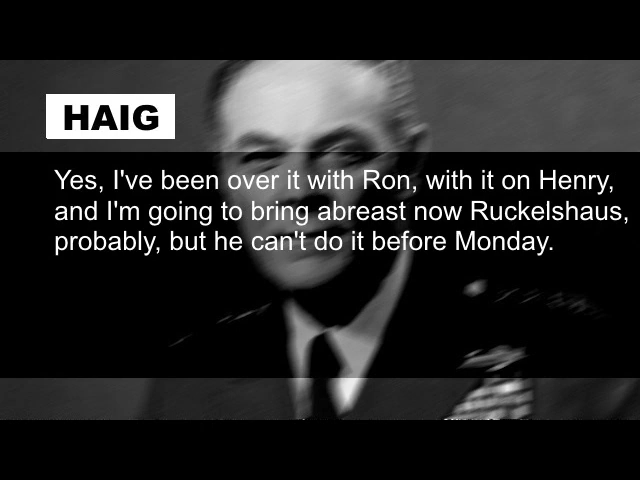 HAIG
Yes, I've been over it with Ron, with it on Henry,
and I'm going to bring abreast now Ruckelshaus,
probably, but he can't do it before Monday.